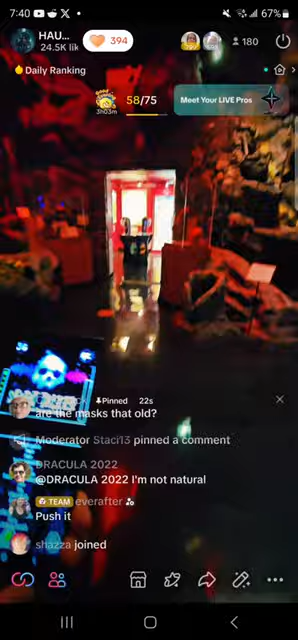 7:40
67%
HAU...
24.5K lik
394
180
Daily Ranking
58/75
3h03m
Meet Your LIVE Pros
Pinned 22s
are the masks that old?
Moderator Staci13 pinned a comment
DRACULA 2022
@DRACULA 2022 I'm not natural
TEAM everafter
Push it
shazza joined